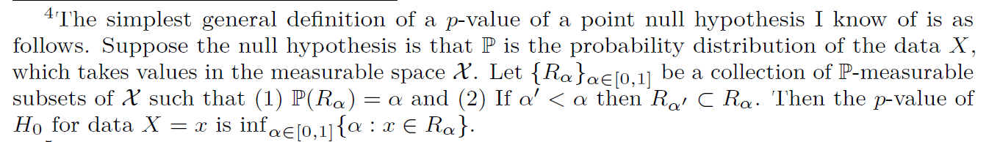 ⁴The simplest general definition of a p-value of a point null hypothesis I know of is as
follows. Suppose the null hypothesis is that ℙ is the probability distribution of the data X,
which takes values in the measurable space 𝒳. Let {R_α}_{α∈[0,1]} be a collection of ℙ-measurable
subsets of 𝒳 such that (1) ℙ(R_α) = α and (2) If α′ < α then R_{α′} ⊂ R_α. Then the p-value of
H₀ for data X = x is inf_{α∈[0,1]}{α : x ∈ R_α}.